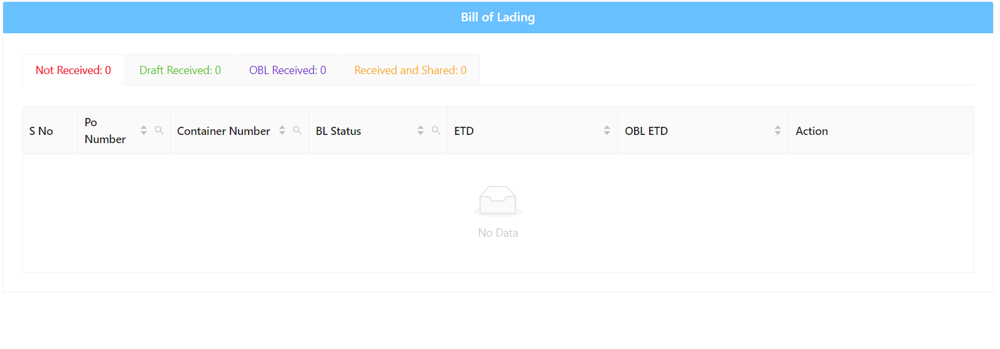 Bill of Lading
Not Received: 0
Draft Received: 0
OBL Received: 0
Received and Shared: 0
S No
Po
Number
Container Number
BL Status
ETD
OBL ETD
Action
No Data